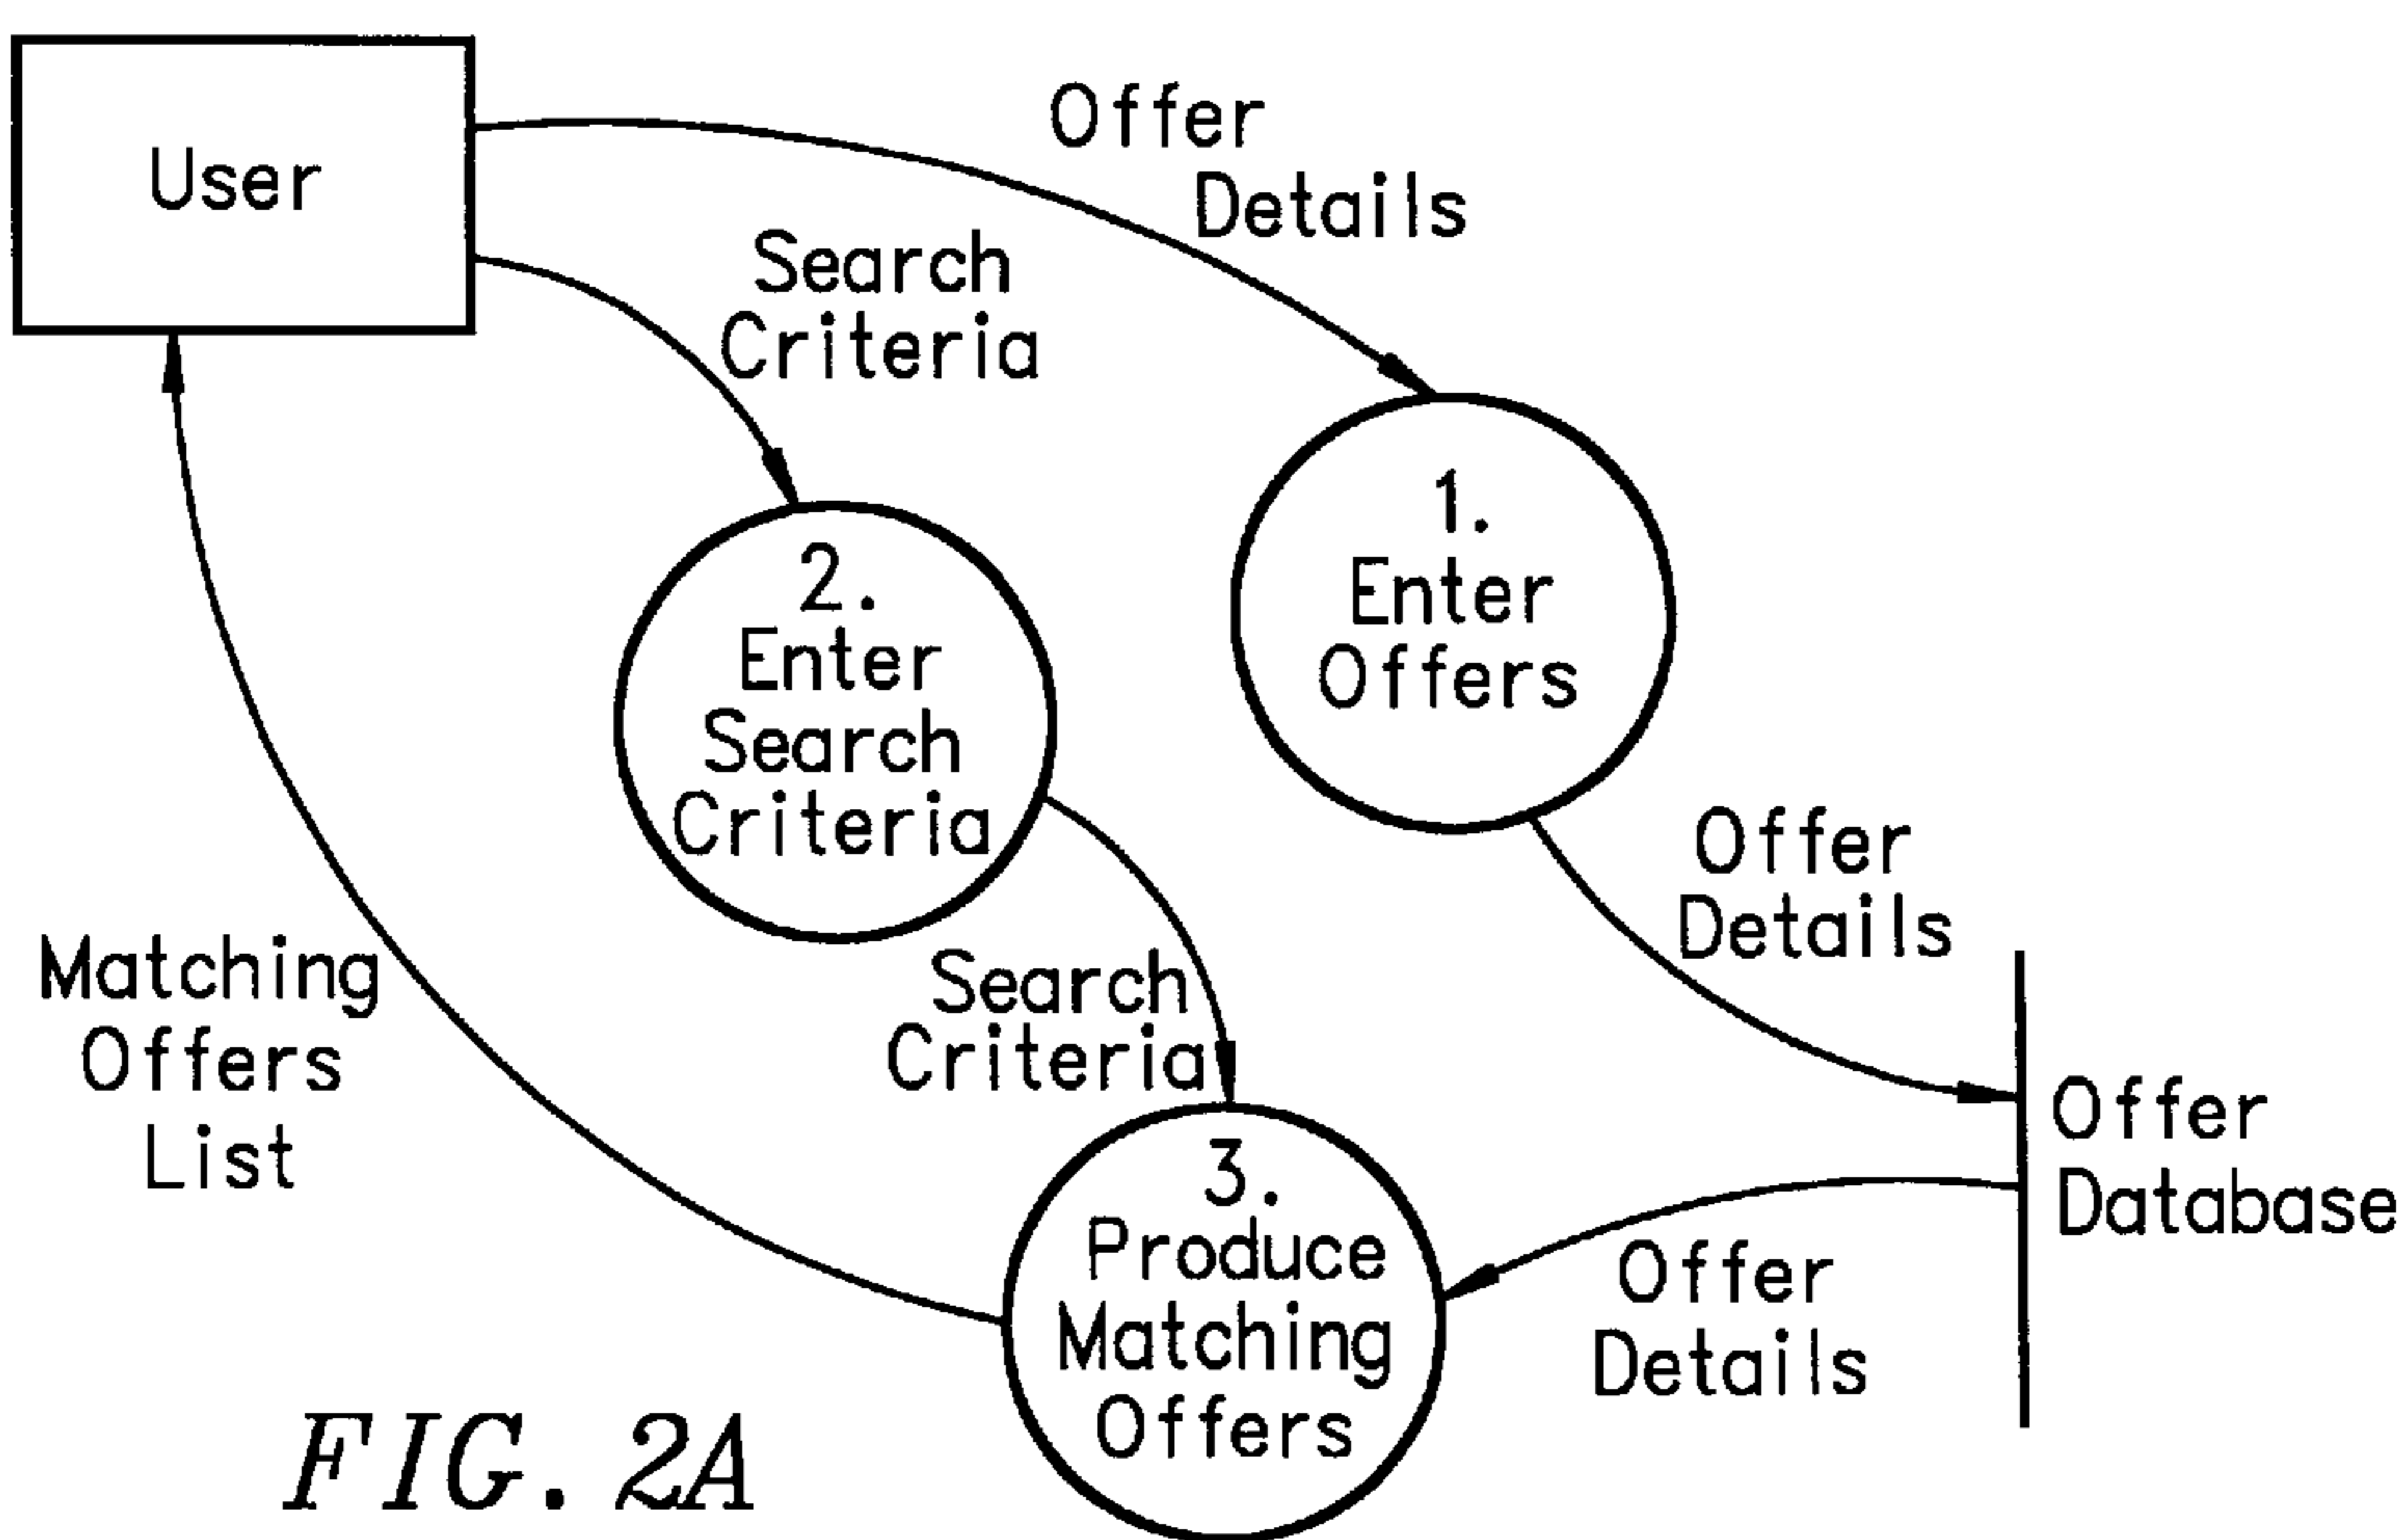 User
Offer
Details
Search
Criteria
1.
Enter
Offers
2.
Enter
Search
Criteria
Offer
Details
Matching
Offers
List
Search
Criteria
Offer
Database
3.
Produce
Matching
Offers
Offer
Details
FIG. 2A